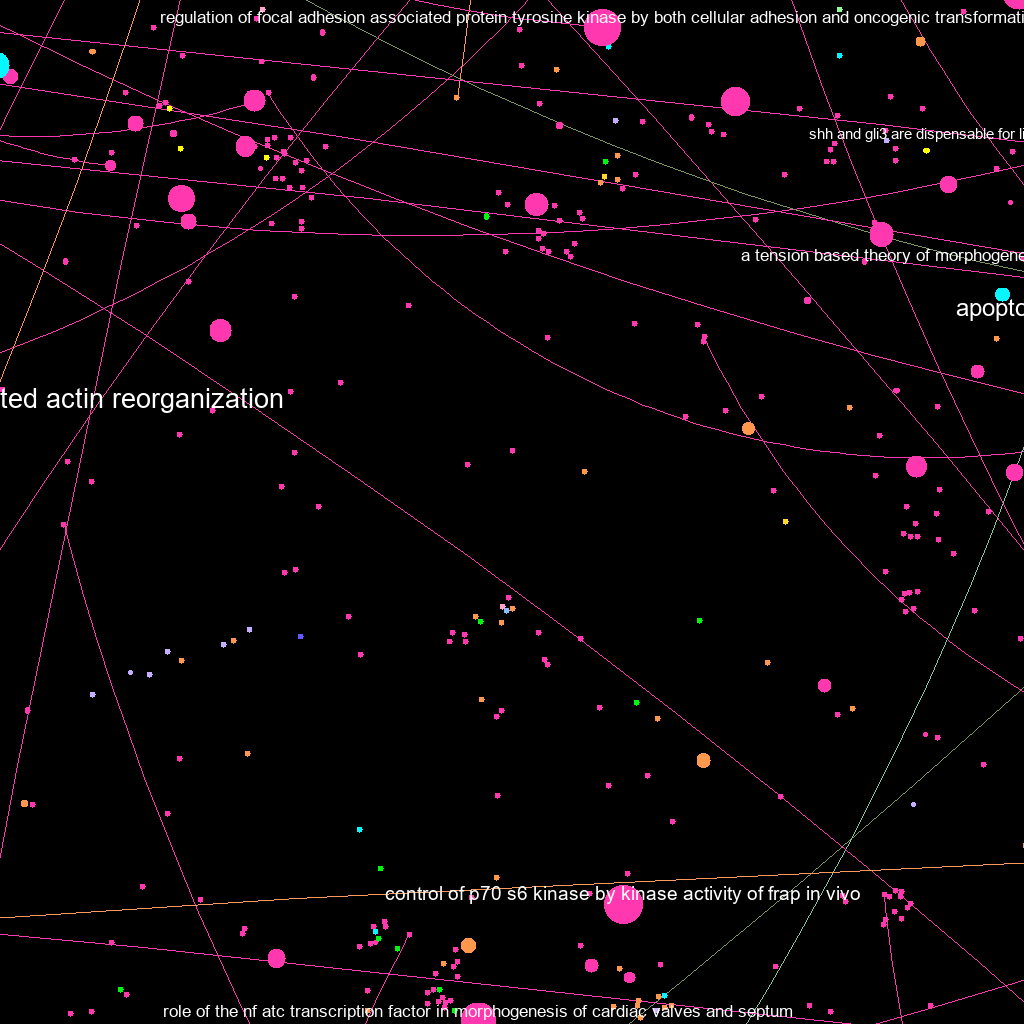 regulation of focal adhesion associated protein tyrosine kinase by both cellular adhesion and oncogenic transformati
shh and gli3 are dispensable for li
a tension based theory of morphogene
apopto
ted actin reorganization
control of p70 s6 kinase by kinase activity of frap in vivo
role of the nf atc transcription factor in morphogenesis of cardiac valves and septum